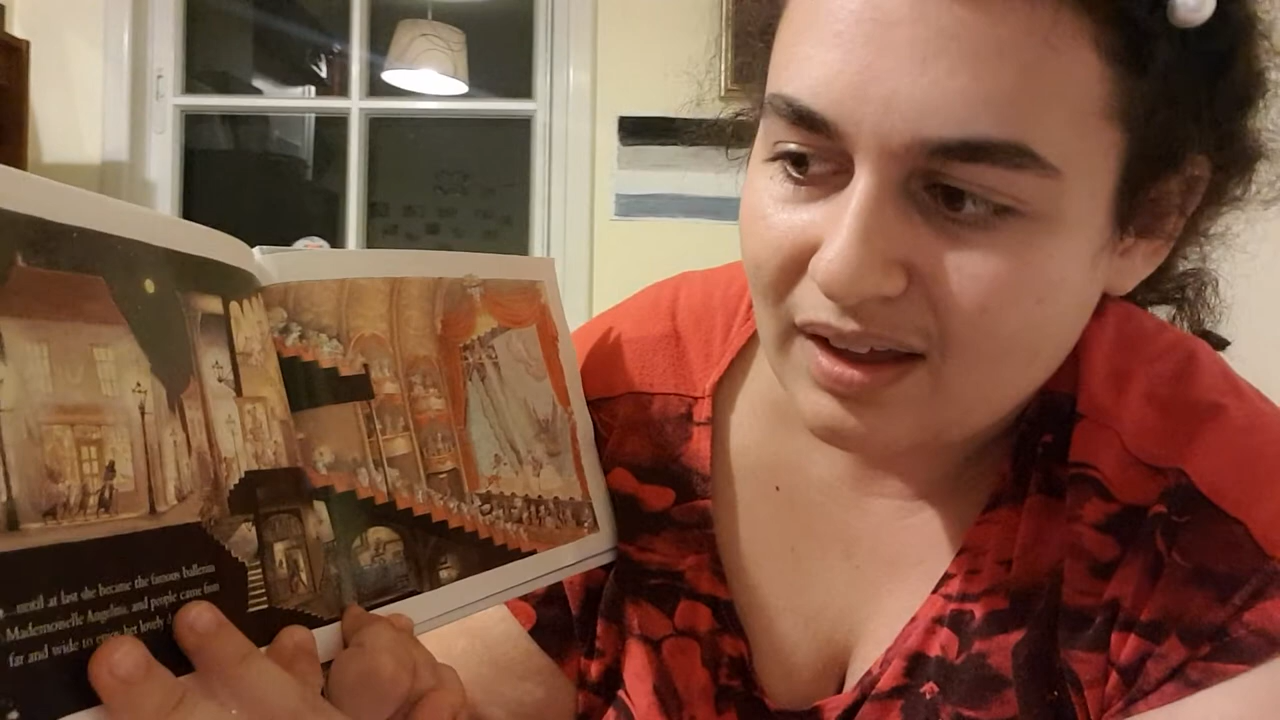 ...until at last she became the famous ballerina
Mademoiselle Angelina, and people came from
far and wide to enjoy her lovely